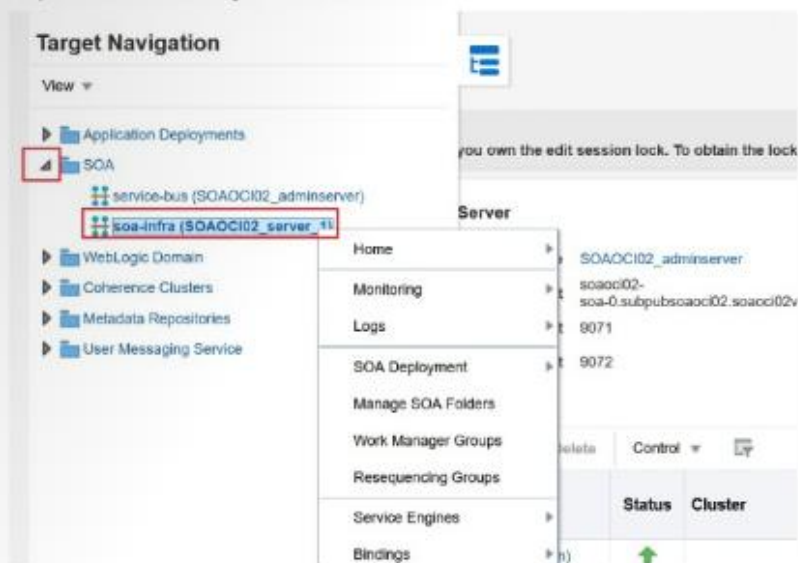 Target Navigation
View
Application Deployments
SOA
service-bus (SOAOCI02_adminserver)
soa-infra (SOAOCI02_server_1)
WebLogic Domain
Coherence Clusters
Metadata Repositories
User Messaging Service
Home
Monitoring
Logs
SOA Deployment
Manage SOA Folders
Work Manager Groups
Resequencing Groups
Service Engines
Bindings
you own the edit session lock. To obtain the lock
Server
SOAOCI02_adminserver
soaoci02-
soa-0.subpubsoaoci02.soaoci02v
9071
9072
Delete Control
Status Cluster